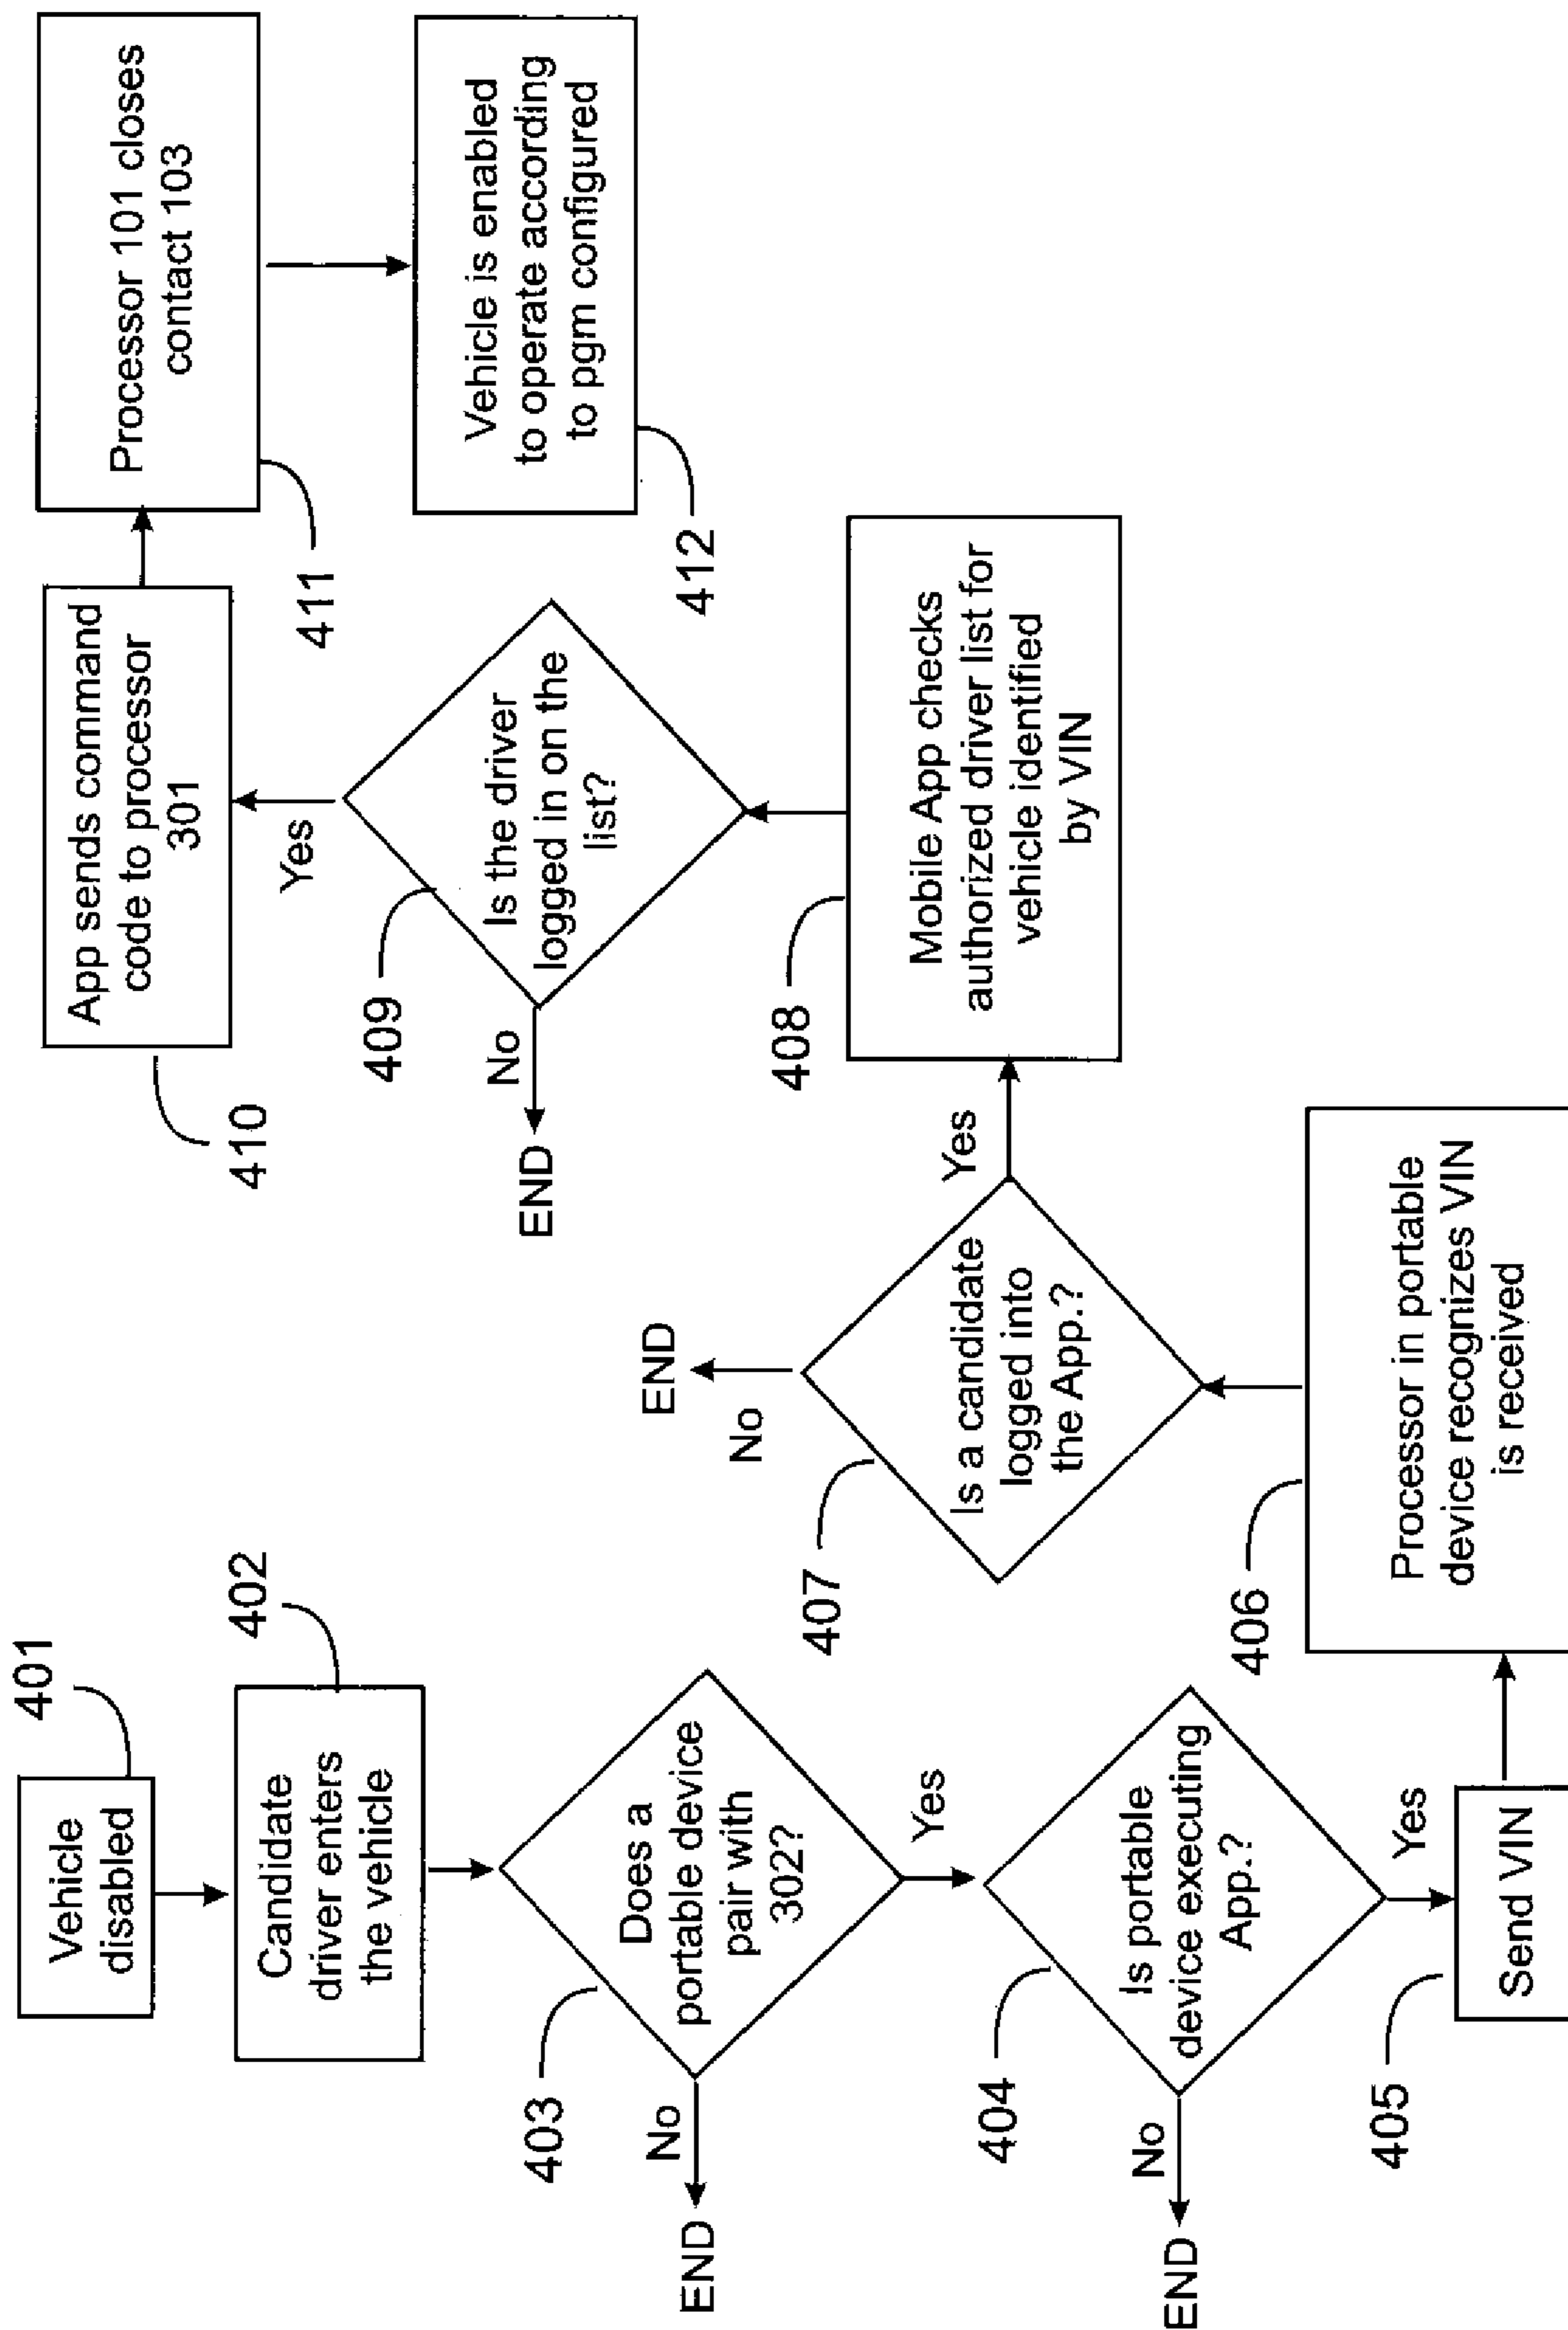 401
Vehicle
disabled
402
Candidate
driver enters
the vehicle
403
Does a
portable device
pair with
302?
No
END
Yes
404
Is portable
device executing
App.?
No
END
Yes
405
Send VIN
406
Processor in portable
device recognizes VIN
is received
407
Is a candidate
logged into
the App.?
No
END
Yes
408
Mobile App checks
authorized driver list for
vehicle identified
by VIN
409
Is the driver
logged in on the
list?
No
END
Yes
410
App sends command
code to processor
301
411
Processor 101 closes
contact 103
412
Vehicle is enabled
to operate according
to pgm configured